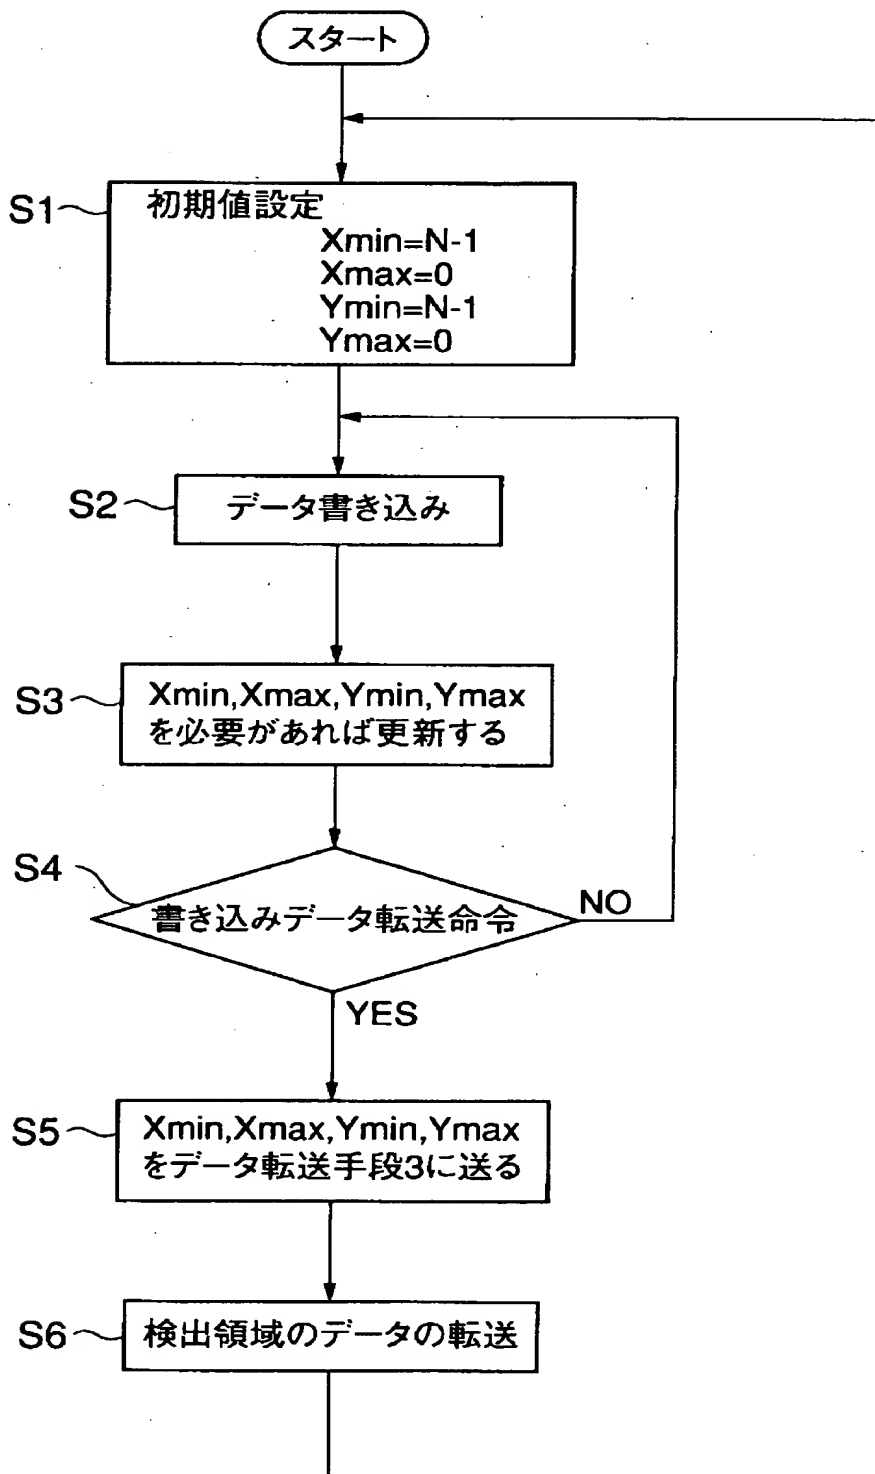 スタート
S1
初期値設定
Xmin=N-1
Xmax=0
Ymin=N-1
Ymax=0
S2
データ書き込み
S3
Xmin,Xmax,Ymin,Ymax
を必要があれば更新する
S4
書き込みデータ転送命令
NO
YES
S5
Xmin,Xmax,Ymin,Ymax
をデータ転送手段3に送る
S6
検出領域のデータの転送